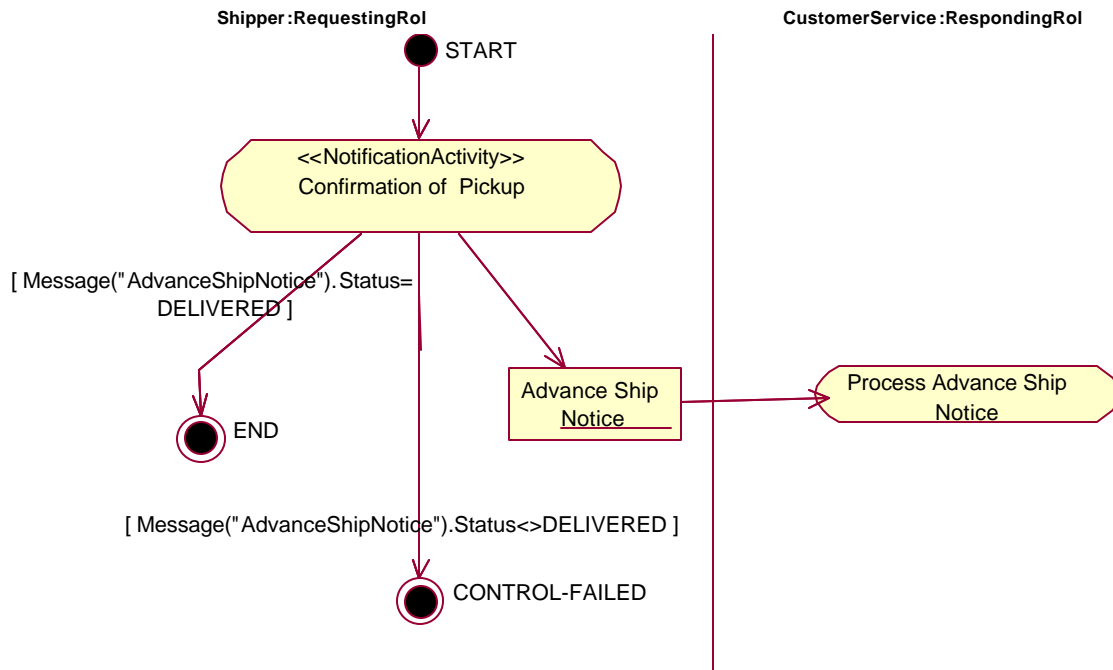 Shipper:RequestingRol
CustomerService:RespondingRol
START
<<NotificationActivity>>
Confirmation of Pickup
[ Message("AdvanceShipNotice").Status=
DELIVERED ]
Advance Ship
Notice
Process Advance Ship
Notice
END
[ Message("AdvanceShipNotice").Status<>DELIVERED ]
CONTROL-FAILED